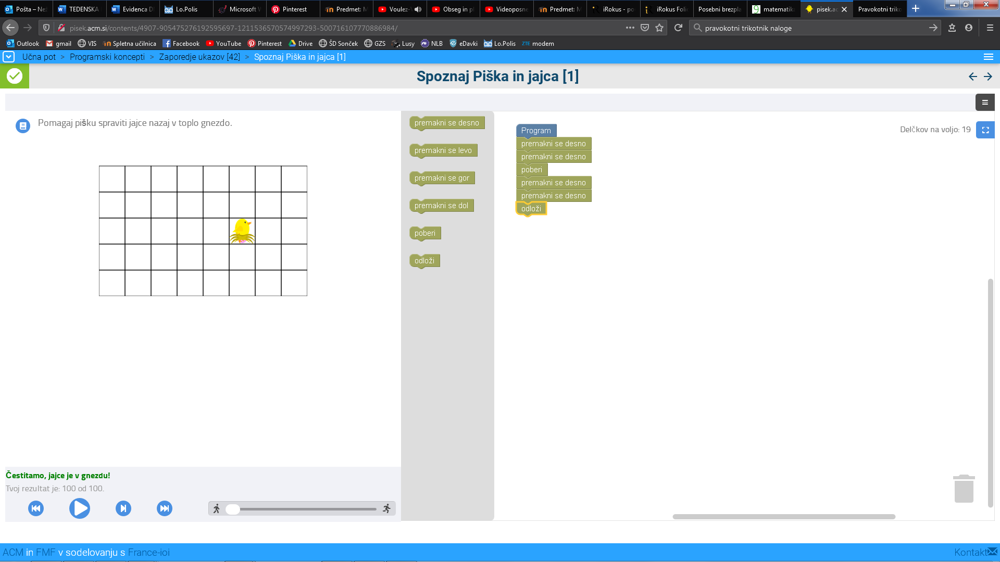 Pošta – Než
TEDENSKA
Evidenca D
Lo.Polis
Microsoft W
Pinterest
Predmet: M
Voulez-V
Obseg in pl
Videoposne
Predmet: M
iRokus - po
iRokus Folic
Posebni brezpla
matematik
pisek.ac
Pravokotni triko
pisek.acm.si/contents/4907-905475276192595697-1211536570574997293-500716107770886984/
pravokotni trikotnik naloge
Outlook gmail VIS Spletna učilnica Facebook YouTube Pinterest Drive ŠD Sonček GZS Lusy NLB eDavki Lo.Polis ZTE modem
Učna pot > Programski koncepti > Zaporedje ukazov [42] > Spoznaj Piška in jajca [1]
Spoznaj Piška in jajca [1]
Pomagaj pišku spraviti jajce nazaj v toplo gnezdo.
premakni se desno
premakni se levo
premakni se gor
premakni se dol
poberi
odloži
Program
premakni se desno
premakni se desno
poberi
premakni se desno
premakni se desno
odloži
Delčkov na voljo: 19
Čestitamo, jajce je v gnezdu!
Tvoj rezultat je: 100 od 100.
ACM in FMF v sodelovanju s France-ioi
Kontakt